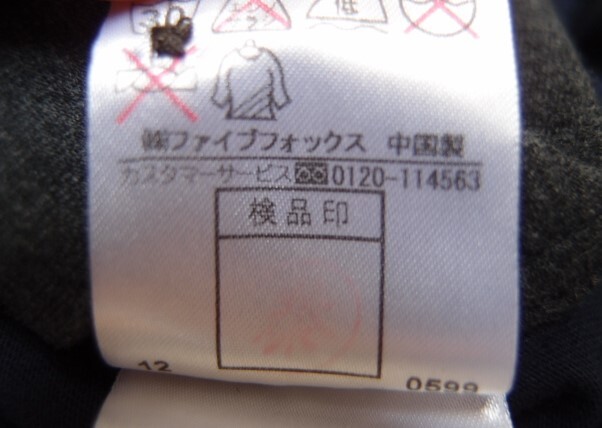 30
低
㈱ファイブフォックス 中国製
カスタマーサービス 0120-114563
検品印
12 0599